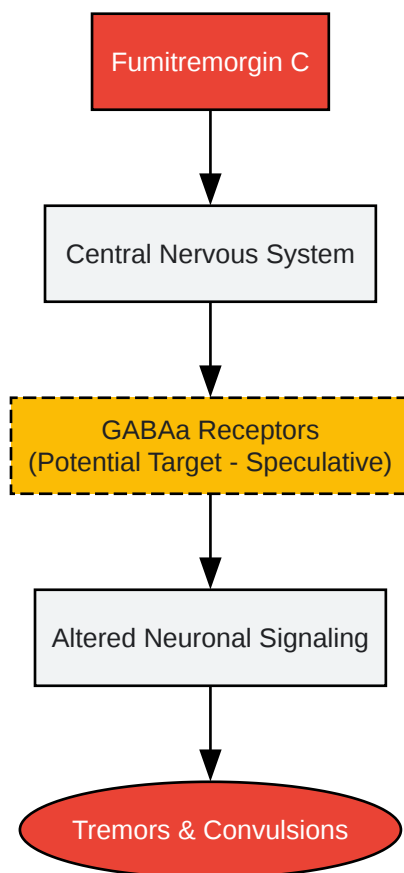 Fumitremorgin C
Central Nervous System
GABAa Receptors
(Potential Target - Speculative)
Altered Neuronal Signaling
Tremors & Convulsions